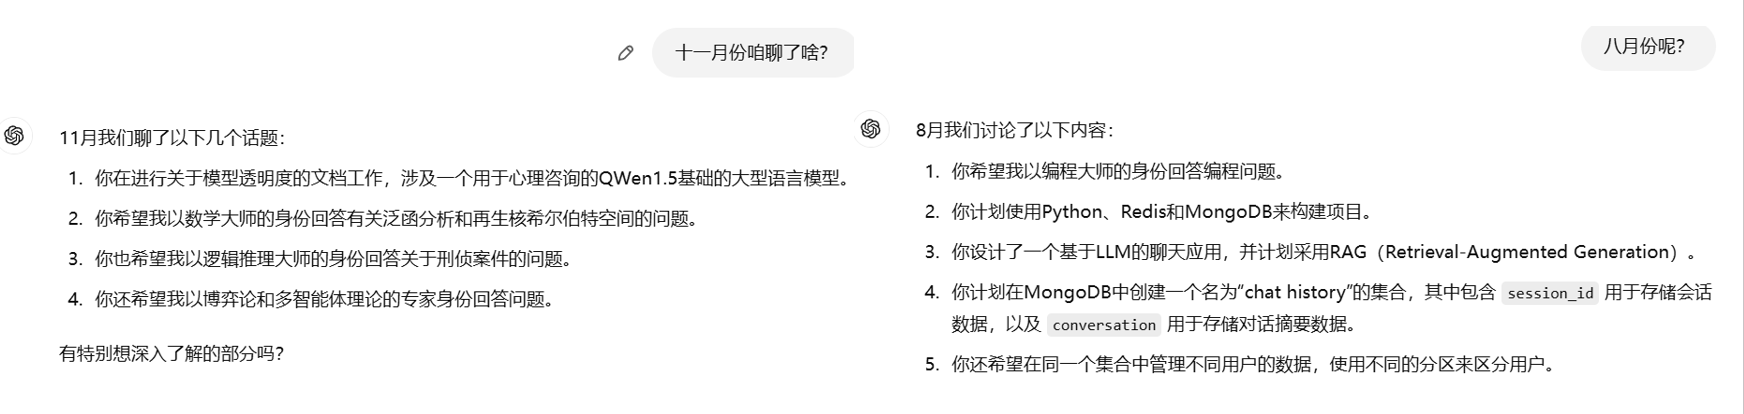 十一月份咱聊了啥？
11月我们聊了以下几个话题：
1. 你在进行关于模型透明度的文档工作，涉及一个用于心理咨询的QWen1.5基础的大型语言模型。
2. 你希望我以数学大师的身份回答有关泛函分析和再生核希尔伯特空间的问题。
3. 你也希望我以逻辑推理大师的身份回答关于刑侦案件的问题。
4. 你还希望我以博弈论和多智能体理论的专家身份回答问题。
有特别想深入了解的部分吗？
八月份呢？
8月我们讨论了以下内容：
1. 你希望我以编程大师的身份回答编程问题。
2. 你计划使用Python、Redis和MongoDB来构建项目。
3. 你设计了一个基于LLM的聊天应用，并计划采用RAG（Retrieval-Augmented Generation）。
4. 你计划在MongoDB中创建一个名为“chat history”的集合，其中包含 session_id 用于存储会话
数据，以及 conversation 用于存储对话摘要数据。
5. 你还希望在同一个集合中管理不同用户的数据，使用不同的分区来区分用户。